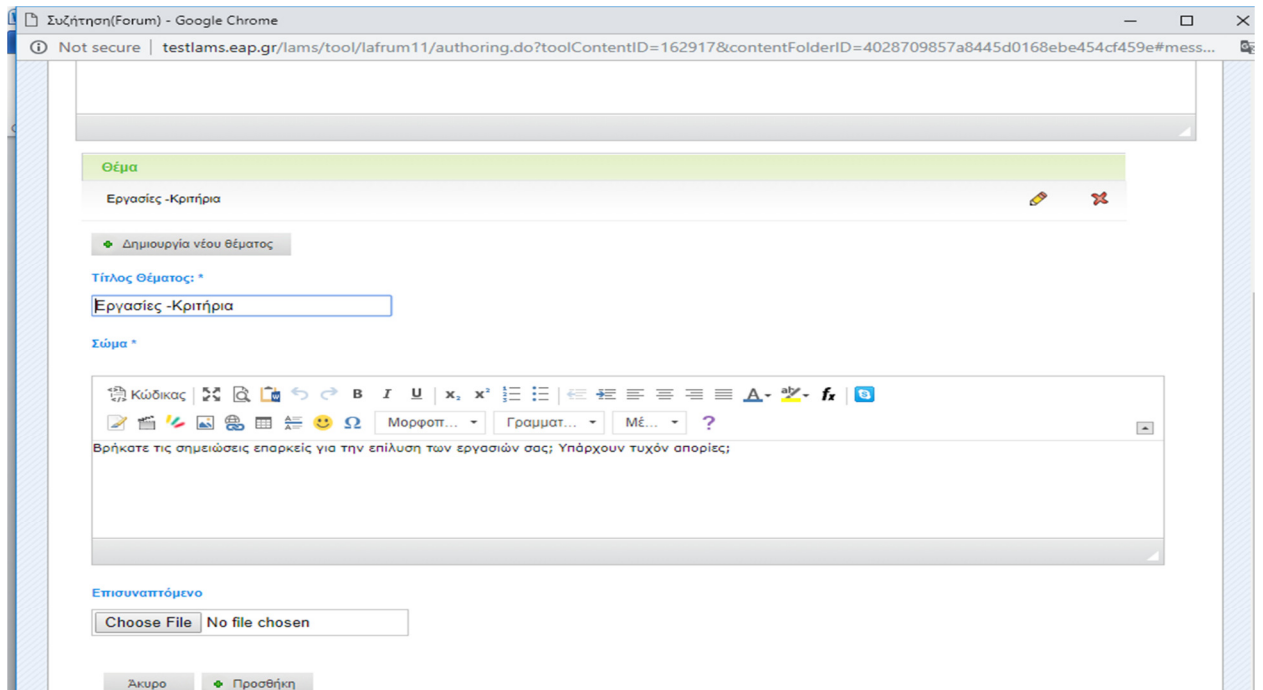 Συζήτηση(Forum) - Google Chrome
Not secure | testlams.eap.gr/lams/tool/lafrum11/authoring.do?toolContentID=162917&contentFolderID=4028709857a8445d0168ebe454cf459e#mess...
Θέμα
Εργασίες -Κριτήρια
Δημιουργία νέου θέματος
Τίτλος Θέματος: *
Εργασίες -Κριτήρια
Σώμα *
Κώδικας B I U x₂ x² A
Μορφοπ... Γραμματ... Μέ... ?
Βρήκατε τις σημειώσεις επαρκείς για την επίλυση των εργασιών σας; Υπάρχουν τυχόν απορίες;
Επισυναπτόμενο
Choose File No file chosen
Άκυρο Προσθήκη